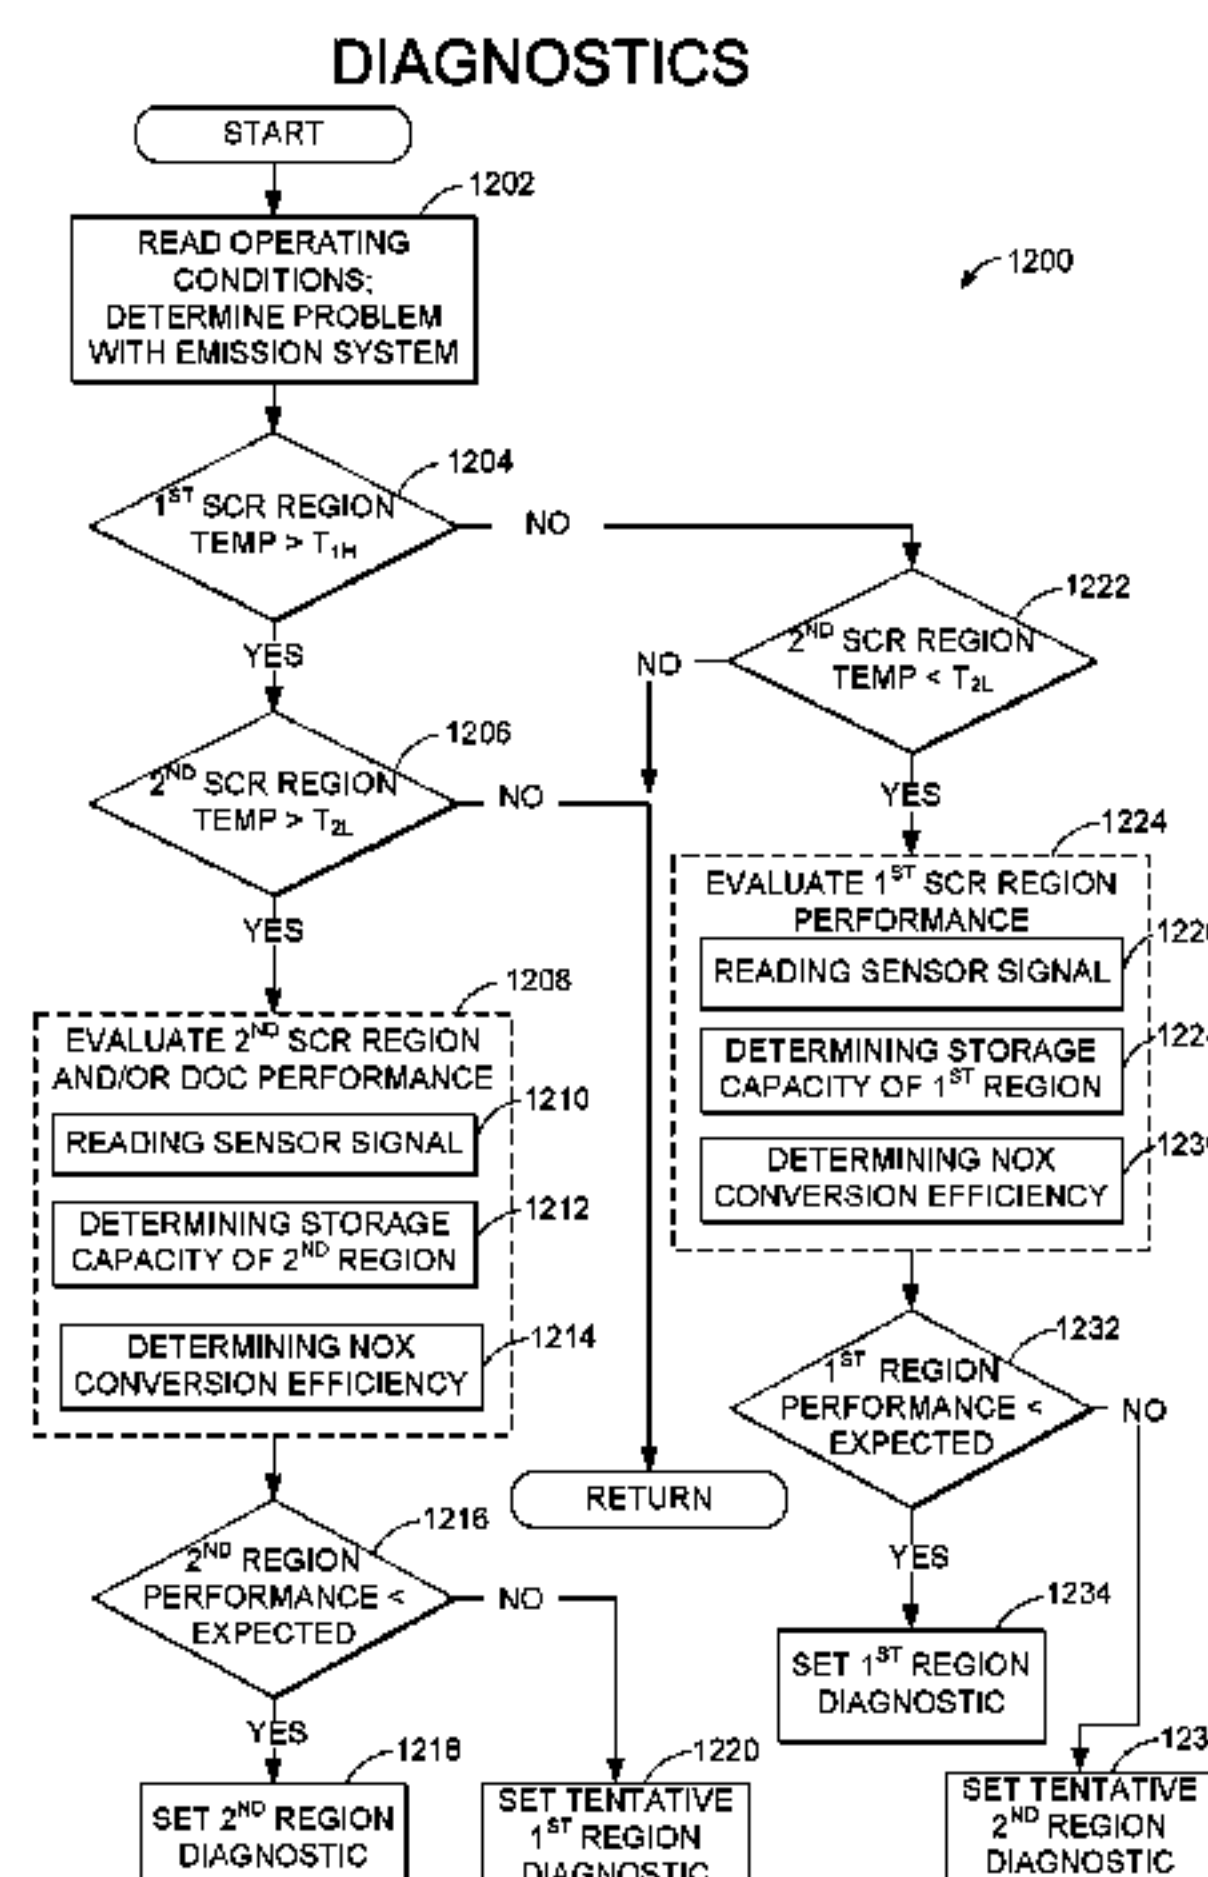 DIAGNOSTICS
START
1202
READ OPERATING
CONDITIONS;
DETERMINE PROBLEM
WITH EMISSION SYSTEM
1200
1204
1ST SCR REGION
TEMP > T1H
NO
YES
1222
2ND SCR REGION
TEMP < T2L
NO
YES
1206
2ND SCR REGION
TEMP > T2L
NO
YES
1224
EVALUATE 1ST SCR REGION
PERFORMANCE
READING SENSOR SIGNAL
DETERMINING STORAGE
CAPACITY OF 1ST REGION
DETERMINING NOX
CONVERSION EFFICIENCY
1208
EVALUATE 2ND SCR REGION
AND/OR DOC PERFORMANCE
1210
READING SENSOR SIGNAL
1212
DETERMINING STORAGE
CAPACITY OF 2ND REGION
1214
DETERMINING NOX
CONVERSION EFFICIENCY
1232
1ST REGION
PERFORMANCE <
EXPECTED
NO
YES
RETURN
1216
2ND REGION
PERFORMANCE <
EXPECTED
NO
YES
1234
SET 1ST REGION
DIAGNOSTIC
1218
SET 2ND REGION
DIAGNOSTIC
1220
SET TENTATIVE
1ST REGION
DIAGNOSTIC
123
SET TENTATIVE
2ND REGION
DIAGNOSTIC